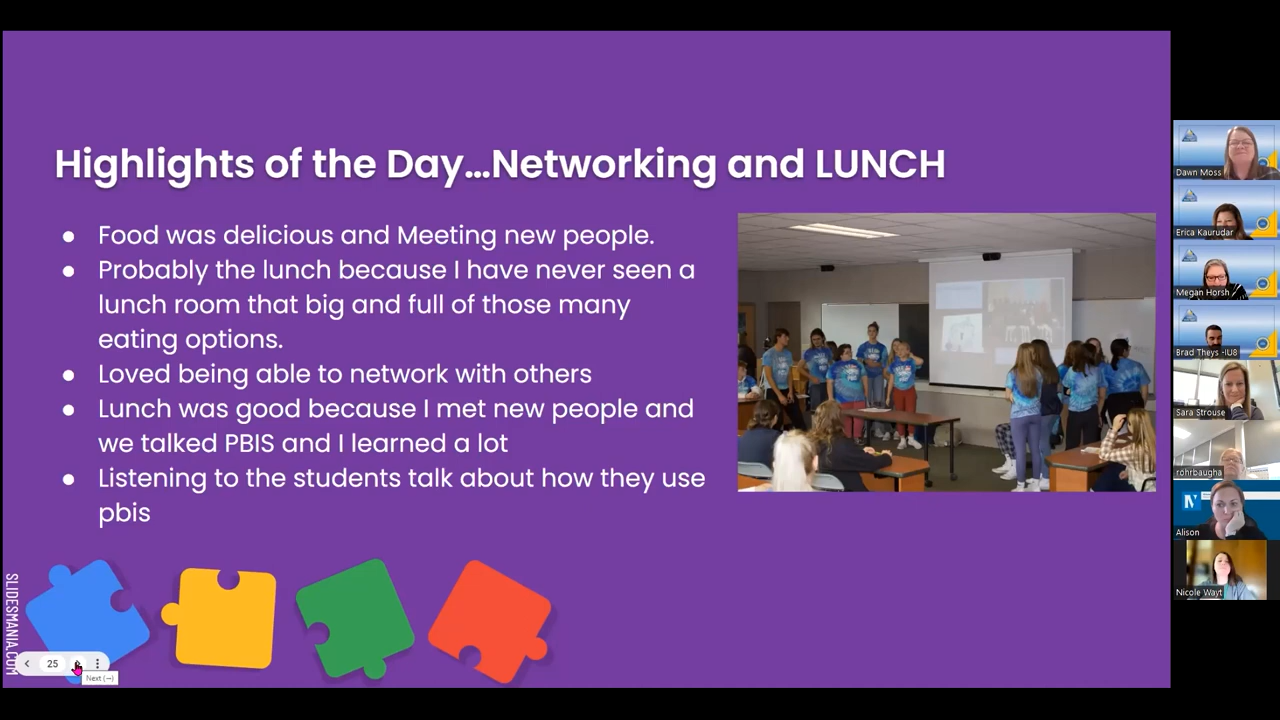 Highlights of the Day...Networking and LUNCH
● Food was delicious and Meeting new people.
● Probably the lunch because I have never seen a
lunch room that big and full of those many
eating options.
● Loved being able to network with others
● Lunch was good because I met new people and
we talked PBIS and I learned a lot
● Listening to the students talk about how they use
pbis
SLIDESMANIA.COM
25
Next (→)
Dawn Moss
Erica Kaurudar
Megan Horsh
Brad Theys -IU8
Sara Strouse
rohrbaugha
N
Alison
Nicole Wayt